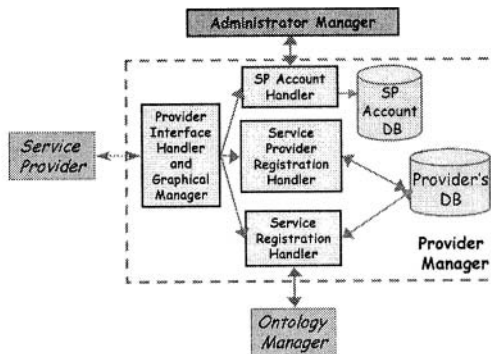 Administrator Manager
SP Account
Handler
SP
Account
DB
Provider
Interface
Handler
and
Graphical
Manager
Service
Provider
Service
Provider
Registration
Handler
Provider's
DB
Service
Registration
Handler
Provider
Manager
Ontology
Manager